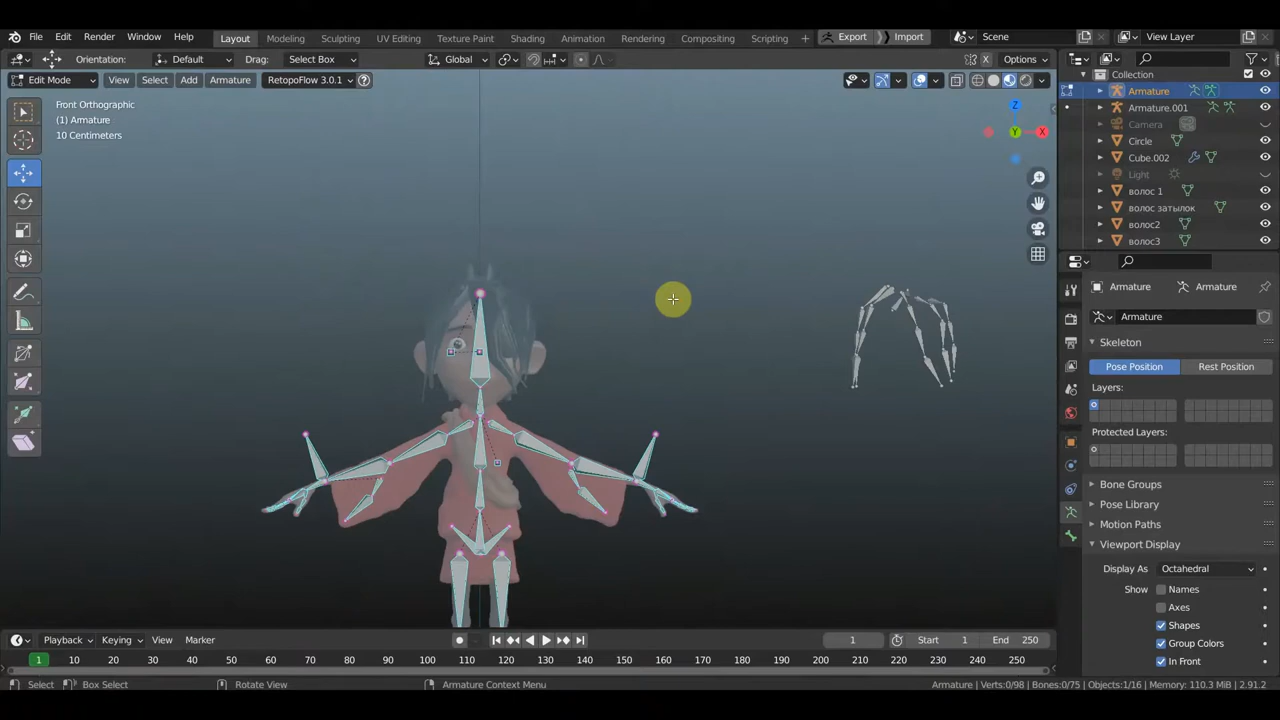 File Edit Render Window Help Layout Modeling Sculpting UV Editing Texture Paint Shading Animation Rendering Compositing Scripting + Export Import Scene View Layer
Orientation: Default Drag: Select Box Global X Options
Edit Mode View Select Add Armature RetopoFlow 3.0.1
Front Orthographic
(1) Armature
10 Centimeters
Z
Y
X
Collection
Armature
Armature.001
Camera
Circle
Cube.002
Light
волос 1
волос затылок
волос2
волос3
Armature Armature
Armature
Skeleton
Pose Position Rest Position
Layers:
Protected Layers:
Bone Groups
Pose Library
Motion Paths
Viewport Display
Display As Octahedral
Show Names
Axes
Shapes
Group Colors
In Front
Playback Keying View Marker 1 Start 1 End 250
1 10 20 30 40 50 60 70 80 90 100 110 120 130 140 150 160 170 180 190 200 210 220 230 240 250
Select Box Select Rotate View Armature Context Menu Armature | Verts:0/98 | Bones:0/75 | Objects:1/16 | Memory: 110.3 MiB | 2.91.2